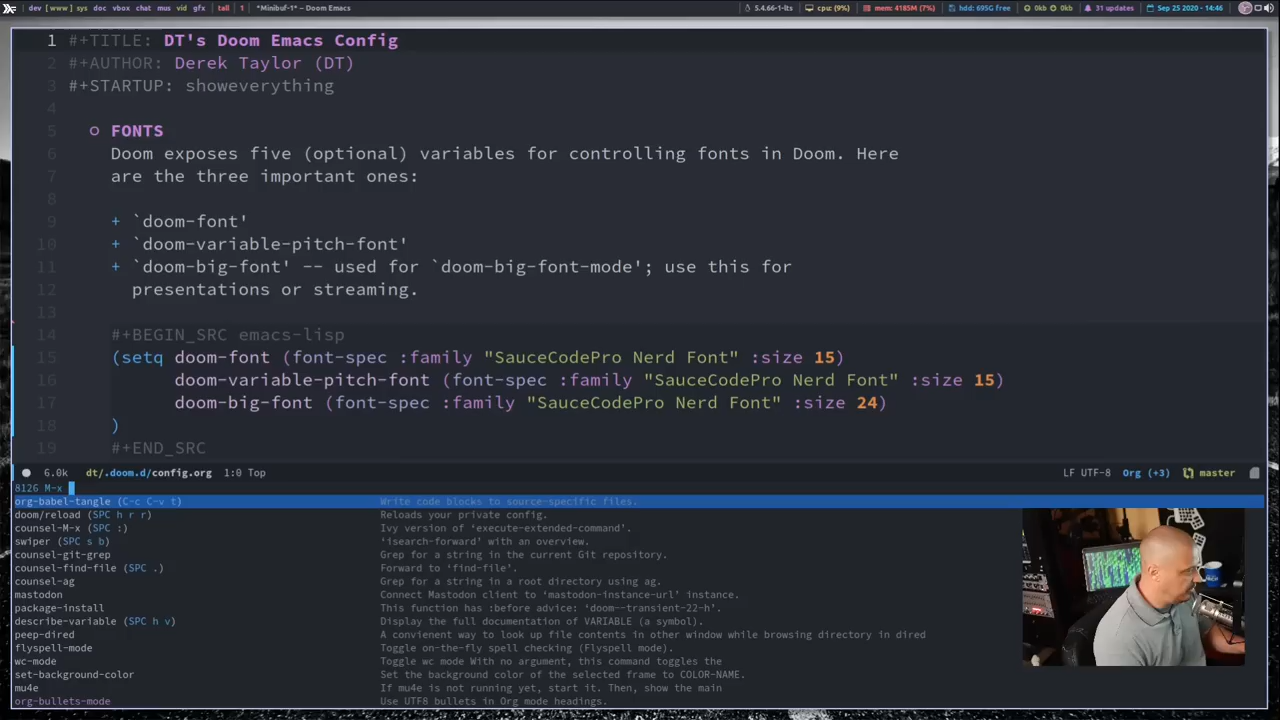 dev [ www ] sys doc vbox chat mus vid gfx | tall | 1 | *Minibuf-1* – Doom Emacs 5.4.66-1-lts cpu: (9%) mem: 4185M (7%) hdd: 695G free 0kb 0kb 31 updates Sep 25 2020 - 14:46
1 #+TITLE: DT's Doom Emacs Config
2 #+AUTHOR: Derek Taylor (DT)
3 #+STARTUP: showeverything
4
5 FONTS
6 Doom exposes five (optional) variables for controlling fonts in Doom. Here
7 are the three important ones:
8
9 + `doom-font'
10 + `doom-variable-pitch-font'
11 + `doom-big-font' -- used for `doom-big-font-mode'; use this for
12 presentations or streaming.
13
14 #+BEGIN_SRC emacs-lisp
15 (setq doom-font (font-spec :family "SauceCodePro Nerd Font" :size 15)
16 doom-variable-pitch-font (font-spec :family "SauceCodePro Nerd Font" :size 15)
17 doom-big-font (font-spec :family "SauceCodePro Nerd Font" :size 24)
18 )
19 #+END_SRC
6.0k dt/.doom.d/config.org 1:0 Top LF UTF-8 Org (+3) master
8126 M-x
org-babel-tangle (C-c C-v t) Write code blocks to source-specific files.
doom/reload (SPC h r r) Reloads your private config.
counsel-M-x (SPC :) Ivy version of ‘execute-extended-command’.
swiper (SPC s b) ‘isearch-forward’ with an overview.
counsel-git-grep Grep for a string in the current Git repository.
counsel-find-file (SPC .) Forward to ‘find-file’.
counsel-ag Grep for a string in a root directory using ag.
mastodon Connect Mastodon client to ‘mastodon-instance-url’ instance.
package-install This function has :before advice: ‘doom--transient-22-h’.
describe-variable (SPC h v) Display the full documentation of VARIABLE (a symbol).
peep-dired A convienent way to look up file contents in other window while browsing directory in dired
flyspell-mode Toggle on-the-fly spell checking (Flyspell mode).
wc-mode Toggle wc mode With no argument, this command toggles the
set-background-color Set the background color of the selected frame to COLOR-NAME.
mu4e If mu4e is not running yet, start it. Then, show the main
org-bullets-mode Use UTF8 bullets in Org mode headings.